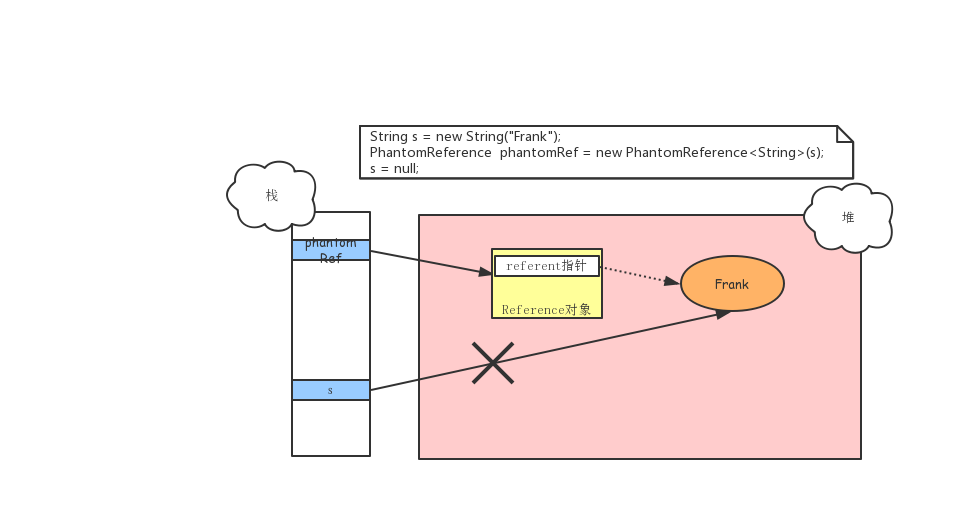 String s = new String("Frank");
PhantomReference phantomRef = new PhantomReference<String>(s);
s = null;
栈
堆
phantom
Ref
referent指针
Frank
Reference对象
s